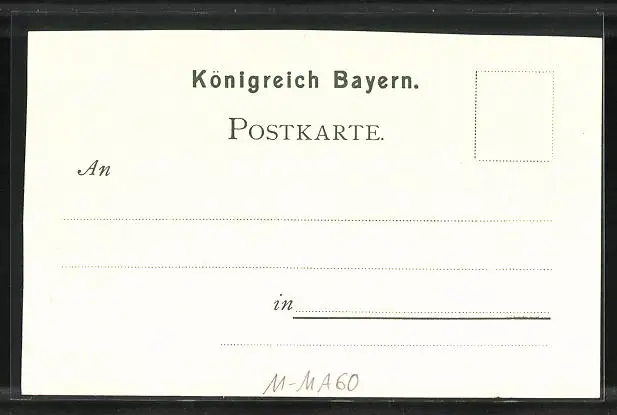 Königreich Bayern.
POSTKARTE.
An
in
M-MA60